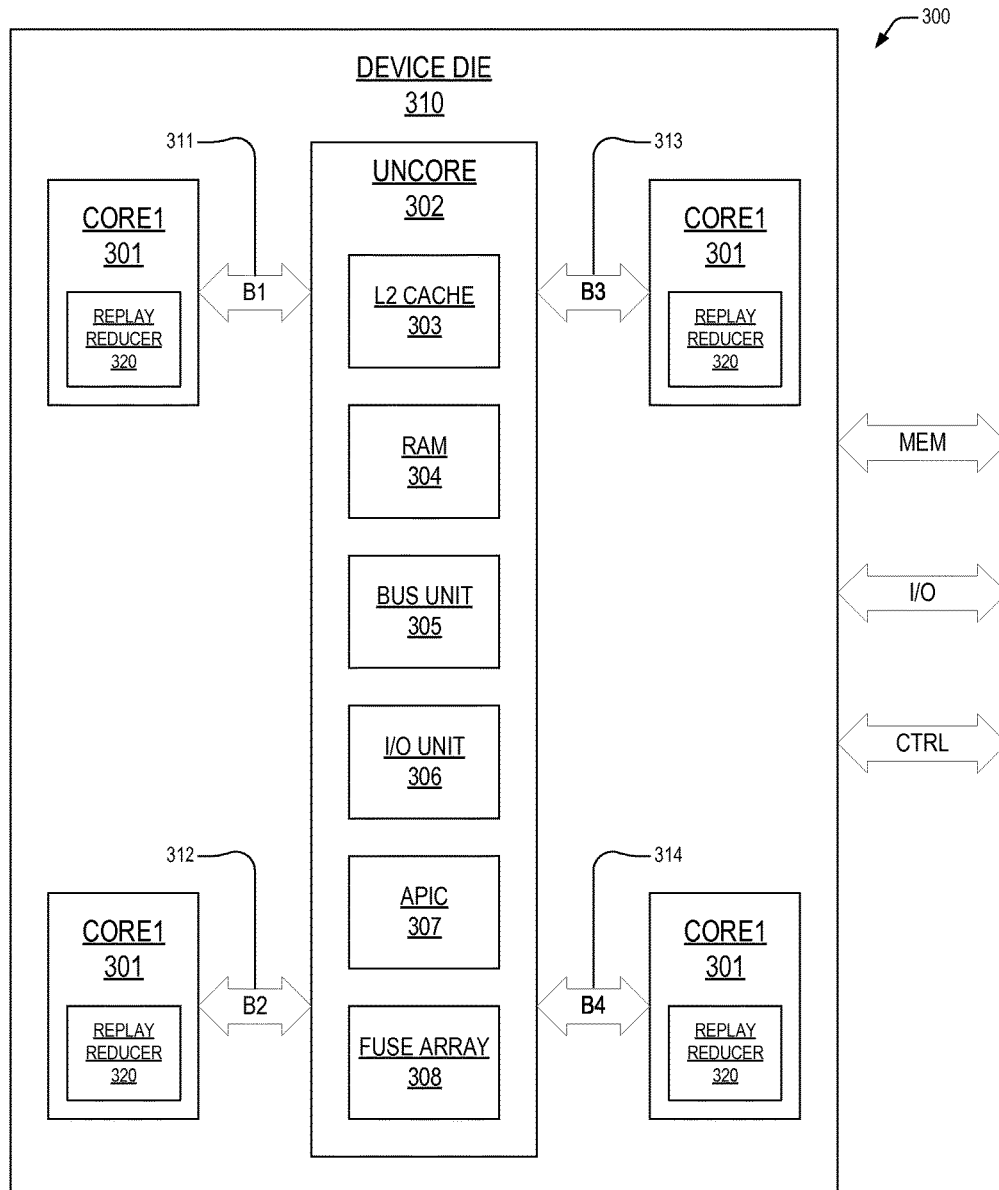 300
DEVICE DIE
310
311
313
UNCORE
302
CORE1
301
REPLAY
REDUCER
320
B1
B3
CORE1
301
REPLAY
REDUCER
320
L2 CACHE
303
RAM
304
BUS UNIT
305
I/O UNIT
306
APIC
307
FUSE ARRAY
308
MEM
I/O
CTRL
312
314
CORE1
301
REPLAY
REDUCER
320
B2
B4
CORE1
301
REPLAY
REDUCER
320